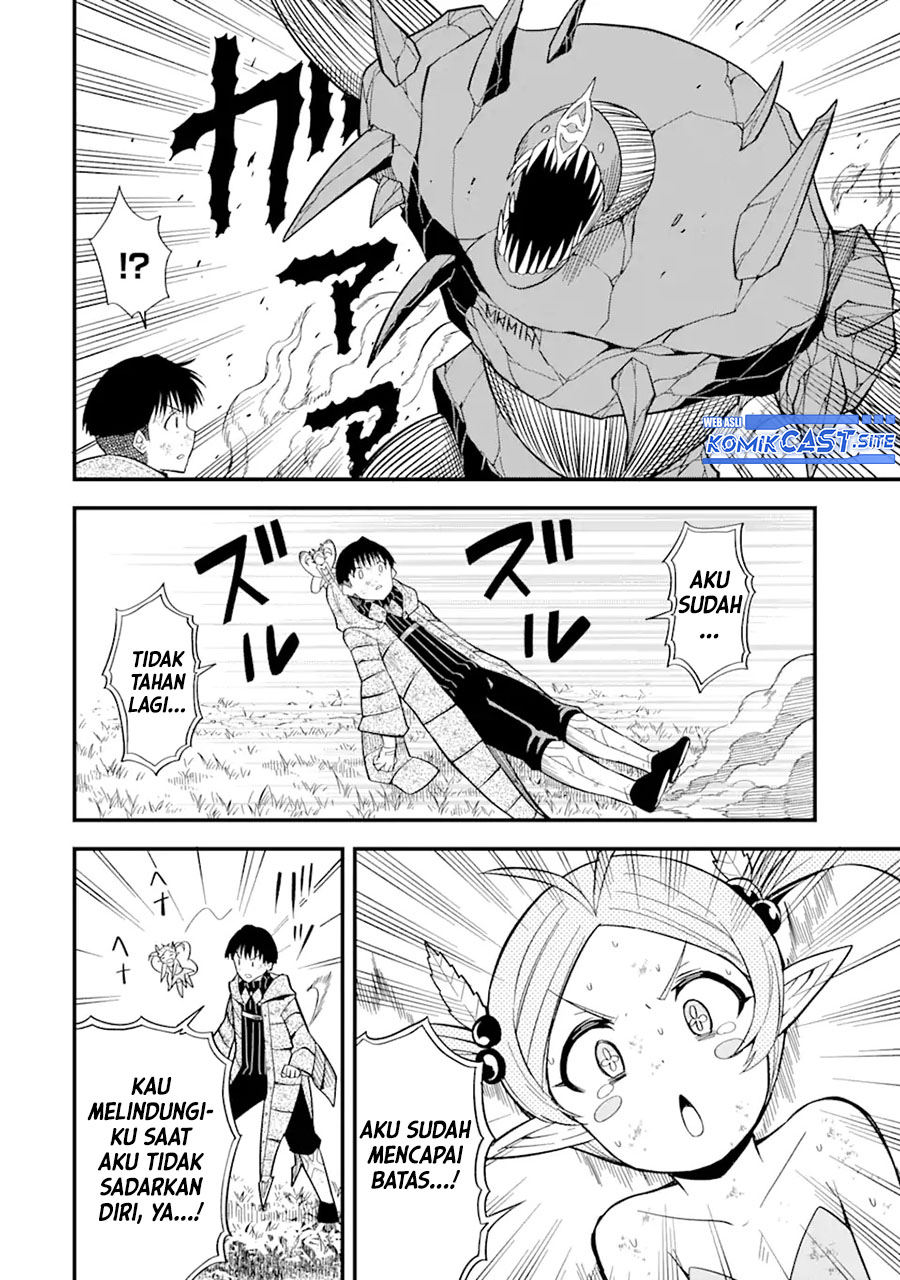 ガァァァ
!?
WEB ASLI
KOMIKCAST.SITE
AKU
SUDAH
...
ズル
ズル
TIDAK
TAHAN
LAGI...
AKU SUDAH
MENCAPAI
BATAS...!
ヘナ
ヘナ
KAU
MELINDUNGI-
KU SAAT
AKU TIDAK
SADARKAN
DIRI, YA...!